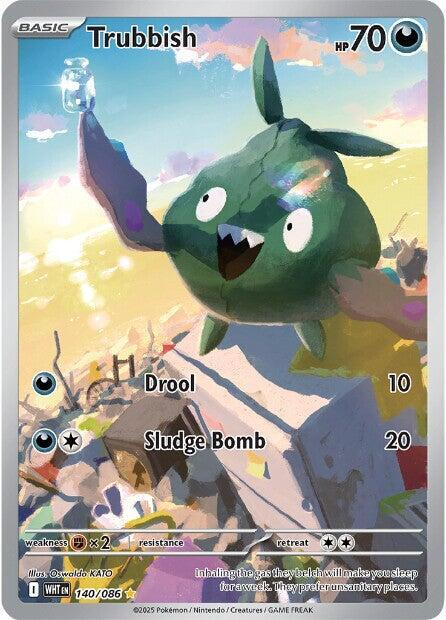 BASIC Trubbish HP 70
Drool 10
Sludge Bomb 20
weakness ×2 resistance retreat
Illus. Oswaldo KATO
I WHT EN 140/086
Inhaling the gas they belch will make you sleep
for a week. They prefer unsanitary places.
©2025 Pokémon / Nintendo / Creatures / GAME FREAK